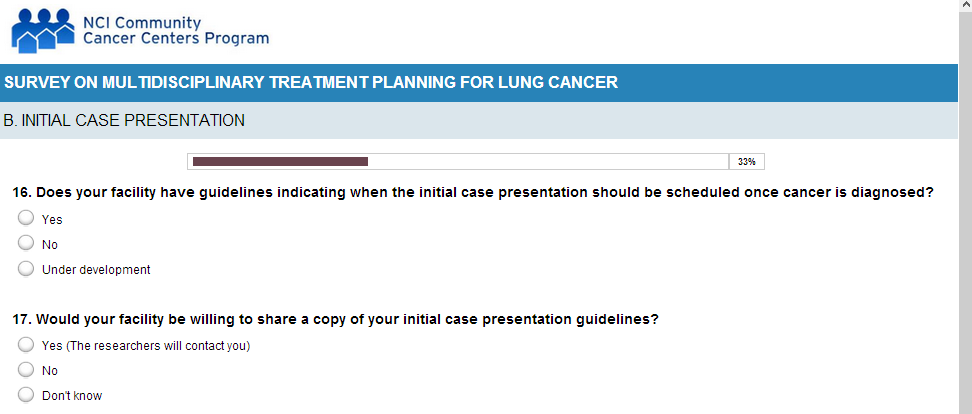 NCI Community
Cancer Centers Program
SURVEY ON MULTIDISCIPLINARY TREATMENT PLANNING FOR LUNG CANCER
B. INITIAL CASE PRESENTATION
33%
16. Does your facility have guidelines indicating when the initial case presentation should be scheduled once cancer is diagnosed?
Yes
No
Under development
17. Would your facility be willing to share a copy of your initial case presentation guidelines?
Yes (The researchers will contact you)
No
Don't know